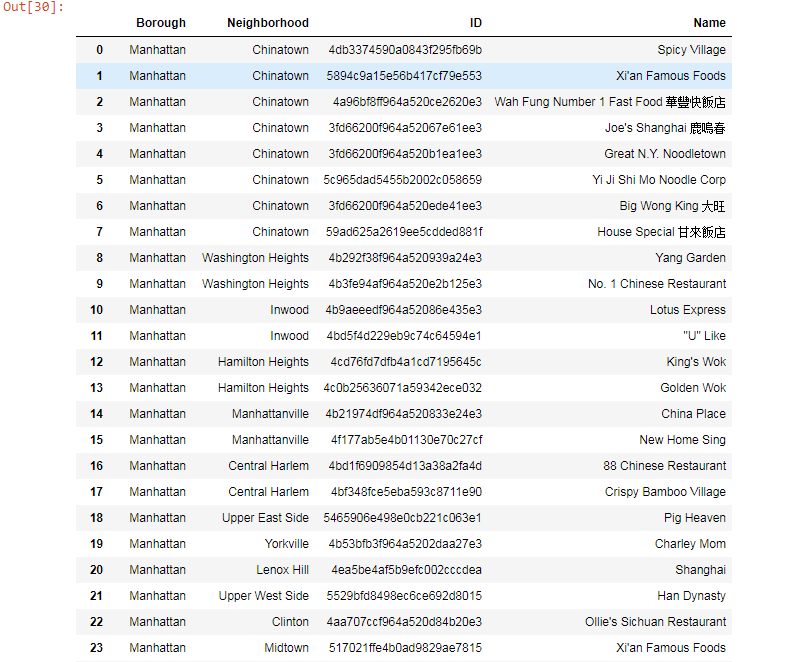 Out[30]:
Borough Neighborhood ID Name
0 Manhattan Chinatown 4db3374590a0843f295fb69b Spicy Village
1 Manhattan Chinatown 5894c9a15e56b417cf79e553 Xi'an Famous Foods
2 Manhattan Chinatown 4a96bf8ff964a520ce2620e3 Wah Fung Number 1 Fast Food 華豐快飯店
3 Manhattan Chinatown 3fd66200f964a52067e61ee3 Joe's Shanghai 鹿鳴春
4 Manhattan Chinatown 3fd66200f964a520b1ea1ee3 Great N.Y. Noodletown
5 Manhattan Chinatown 5c965dad5455b2002c058659 Yi Ji Shi Mo Noodle Corp
6 Manhattan Chinatown 3fd66200f964a520ede41ee3 Big Wong King 大旺
7 Manhattan Chinatown 59ad625a2619ee5cdded881f House Special 甘來飯店
8 Manhattan Washington Heights 4b292f38f964a520939a24e3 Yang Garden
9 Manhattan Washington Heights 4b3fe94af964a520e2b125e3 No. 1 Chinese Restaurant
10 Manhattan Inwood 4b9aeeedf964a52086e435e3 Lotus Express
11 Manhattan Inwood 4bd5f4d229eb9c74c64594e1 "U" Like
12 Manhattan Hamilton Heights 4cd76fd7dfb4a1cd7195645c King's Wok
13 Manhattan Hamilton Heights 4c0b25636071a59342ece032 Golden Wok
14 Manhattan Manhattanville 4b21974df964a520833e24e3 China Place
15 Manhattan Manhattanville 4f177ab5e4b01130e70c27cf New Home Sing
16 Manhattan Central Harlem 4bd1f6909854d13a38a2fa4d 88 Chinese Restaurant
17 Manhattan Central Harlem 4bf348fce5eba593c8711e90 Crispy Bamboo Village
18 Manhattan Upper East Side 5465906e498e0cb221c063e1 Pig Heaven
19 Manhattan Yorkville 4b53bfb3f964a5202daa27e3 Charley Mom
20 Manhattan Lenox Hill 4ea5be4af5b9efc002cccdea Shanghai
21 Manhattan Upper West Side 5529bfd8498ec6ce692d8015 Han Dynasty
22 Manhattan Clinton 4aa707ccf964a520d84b20e3 Ollie's Sichuan Restaurant
23 Manhattan Midtown 517021ffe4b0ad9829ae7815 Xi'an Famous Foods